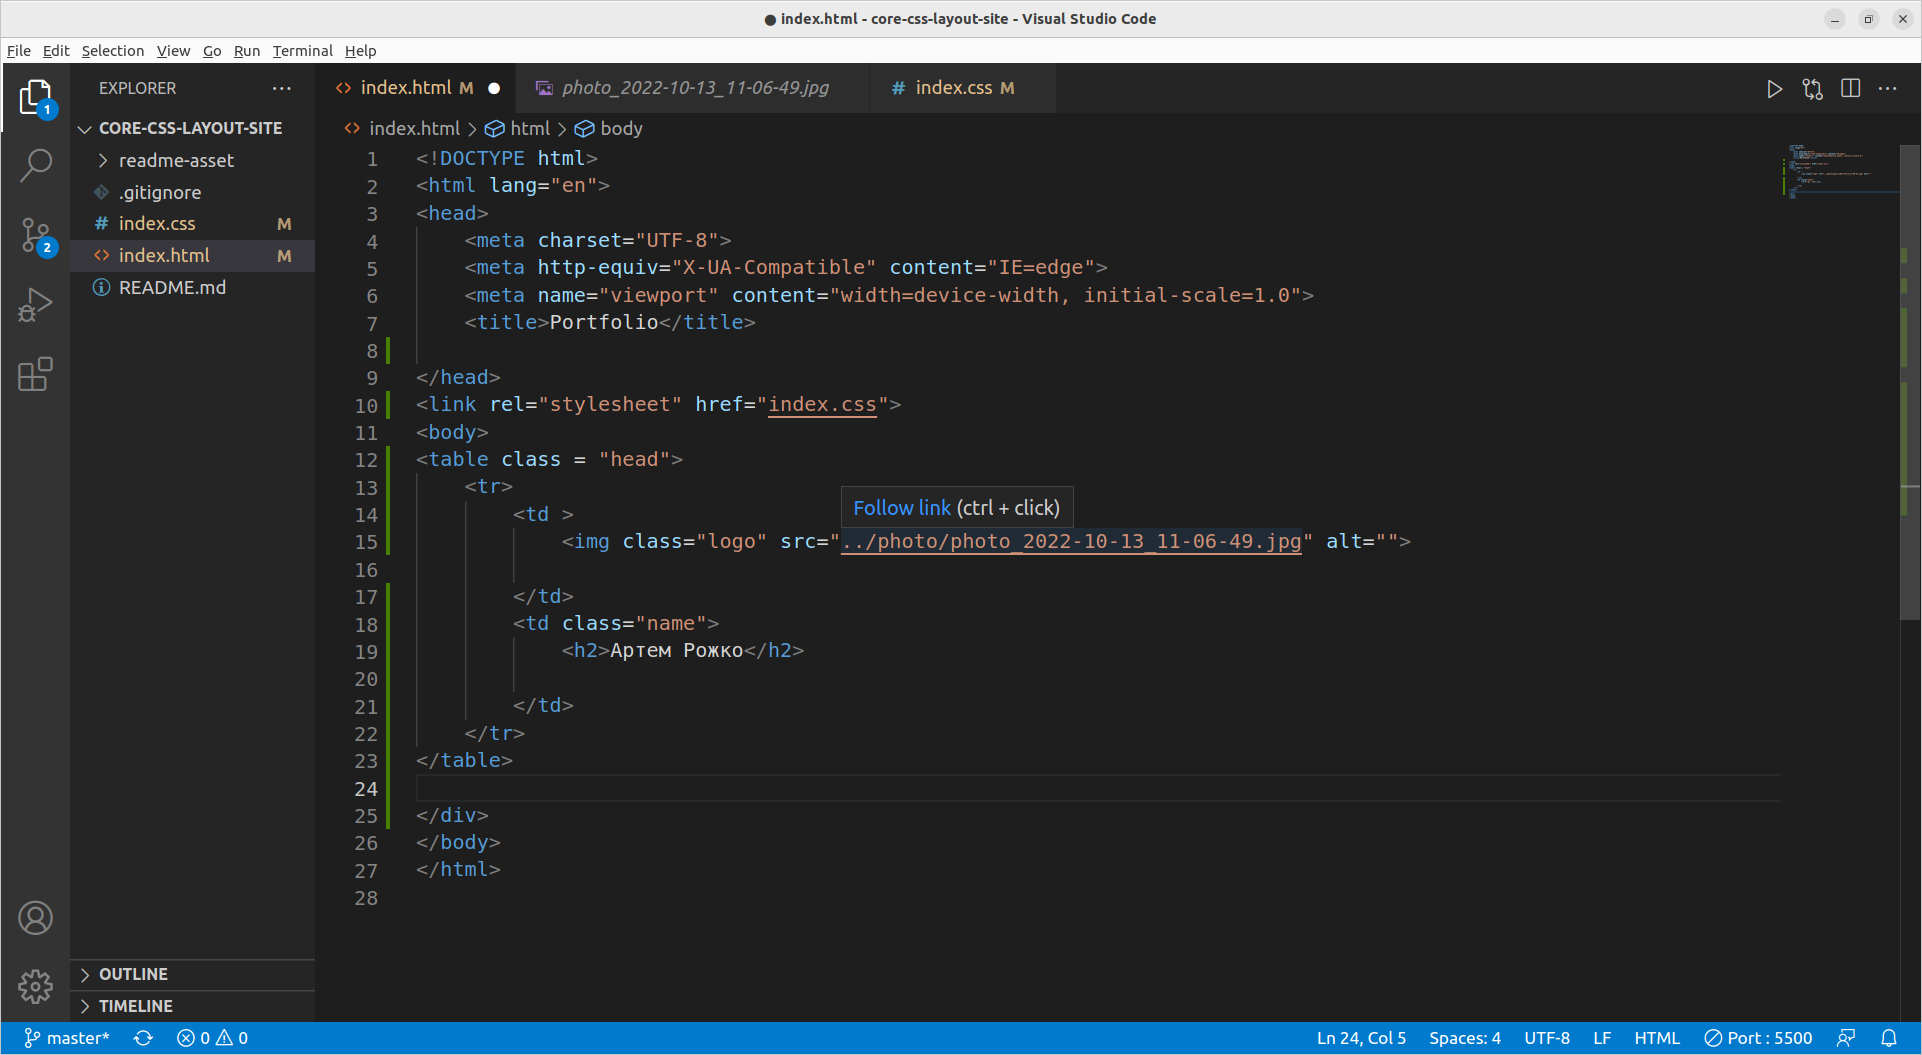 ● index.html - core-css-layout-site - Visual Studio Code
File Edit Selection View Go Run Terminal Help
EXPLORER
CORE-CSS-LAYOUT-SITE
readme-asset
.gitignore
index.css M
index.html M
README.md
1
2
OUTLINE
TIMELINE
index.html M ●
photo_2022-10-13_11-06-49.jpg
# index.css M
index.html > html > body
1 <!DOCTYPE html>
2 <html lang="en">
3 <head>
4 <meta charset="UTF-8">
5 <meta http-equiv="X-UA-Compatible" content="IE=edge">
6 <meta name="viewport" content="width=device-width, initial-scale=1.0">
7 <title>Portfolio</title>
8
9 </head>
10 <link rel="stylesheet" href="index.css">
11 <body>
12 <table class = "head">
13 <tr>
14 <td >
Follow link (ctrl + click)
15 <img class="logo" src="../photo/photo_2022-10-13_11-06-49.jpg" alt="">
16
17 </td>
18 <td class="name">
19 <h2>Артем Рожко</h2>
20
21 </td>
22 </tr>
23 </table>
24
25 </div>
26 </body>
27 </html>
28
master* 0 0 Ln 24, Col 5 Spaces: 4 UTF-8 LF HTML Port : 5500